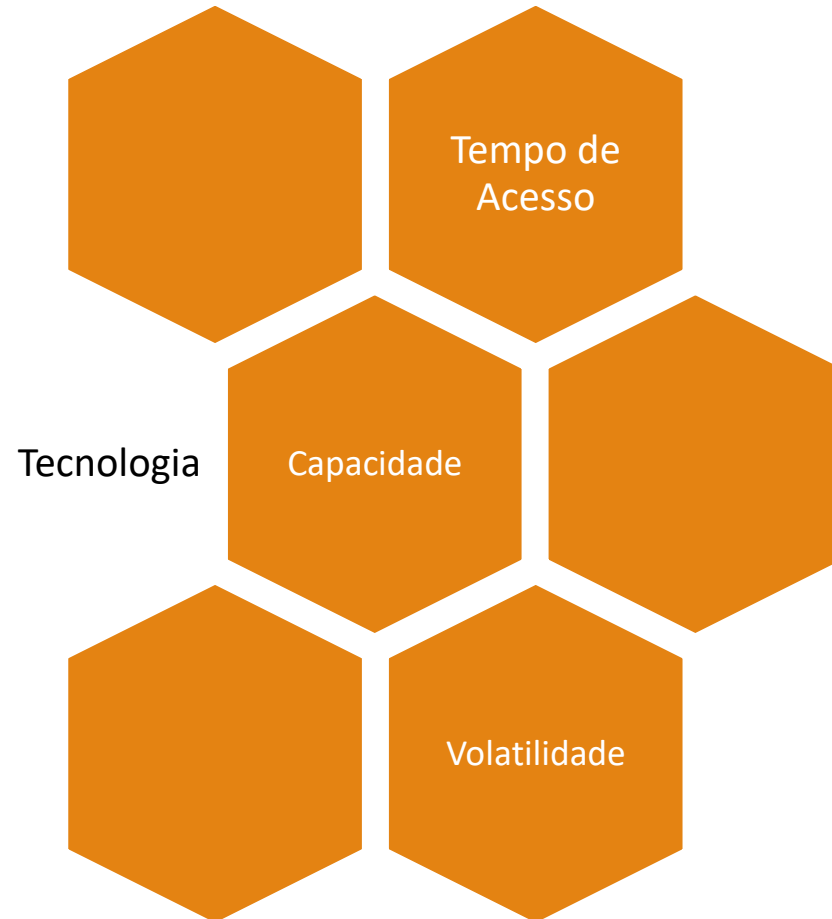 Tempo de
Acesso
Tecnologia
Capacidade
Volatilidade